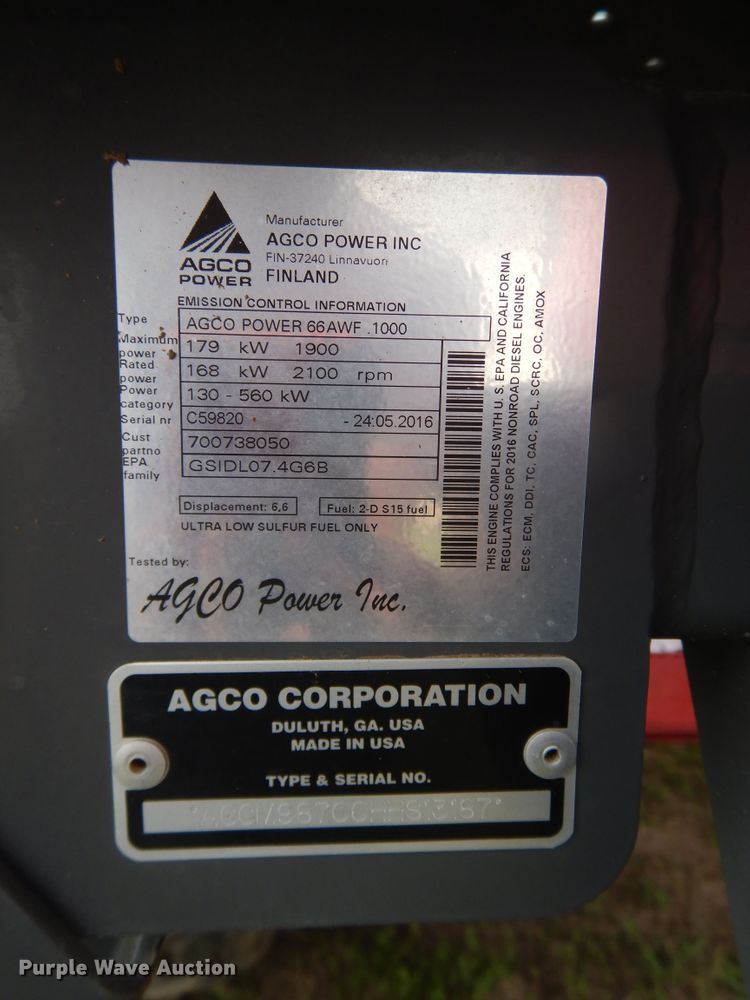 AGCO
POWER
Manufacturer
AGCO POWER INC
FIN-37240 Linnavuori
FINLAND
EMISSION CONTROL INFORMATION
Type AGCO POWER 66AWF .1000
Maximum power 179 kW 1900
Rated power 168 kW 2100 rpm
Power category 130 - 560 kW
Serial nr C59820 - 24:05.2016
Cust partno 700738050
EPA family GSIDL07.4G6B
Displacement: 6,6 Fuel: 2-D S15 fuel
ULTRA LOW SULFUR FUEL ONLY
THIS ENGINE COMPLIES WITH U. S. EPA AND CALIFORNIA
REGULATIONS FOR 2016 NONROAD DIESEL ENGINES.
ECS: ECM, DDI, TC, CAC, SPL, SCRC, OC, AMOX
Tested by:
AGCO Power Inc.
AGCO CORPORATION
DULUTH, GA. USA
MADE IN USA
TYPE & SERIAL NO.
Purple Wave Auction